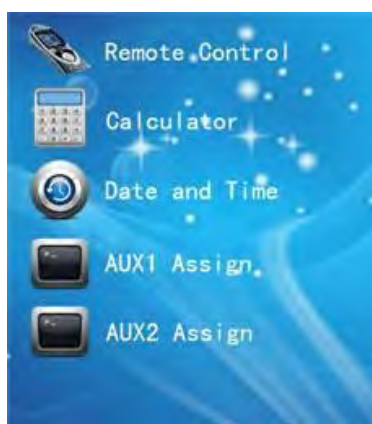 Remote Control
Calculator
Date and Time
AUX1 Assign
AUX2 Assign